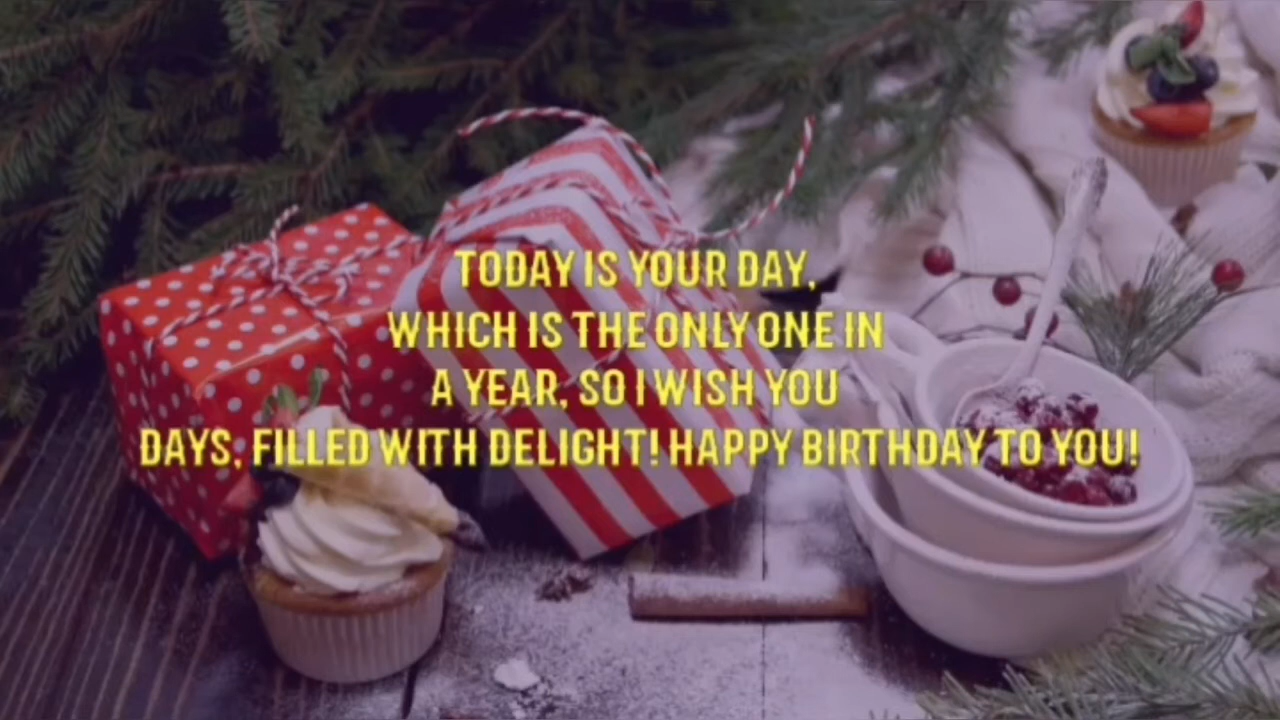 TODAY IS YOUR DAY,
WHICH IS THE ONLY ONE IN
A YEAR, SO I WISH YOU
DAYS, FILLED WITH DELIGHT! HAPPY BIRTHDAY TO YOU!